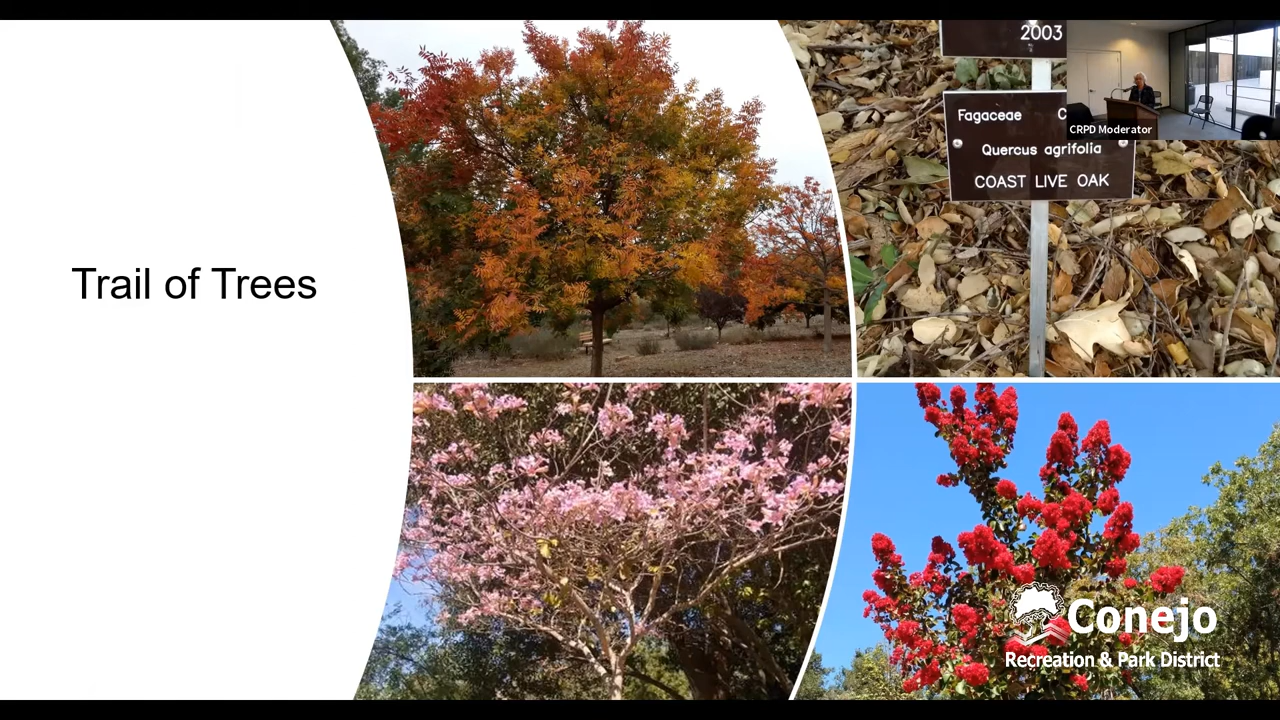 Trail of Trees
2003
CRPD Moderator
Fagaceae C
Quercus agrifolia
COAST LIVE OAK
Conejo
Recreation & Park District